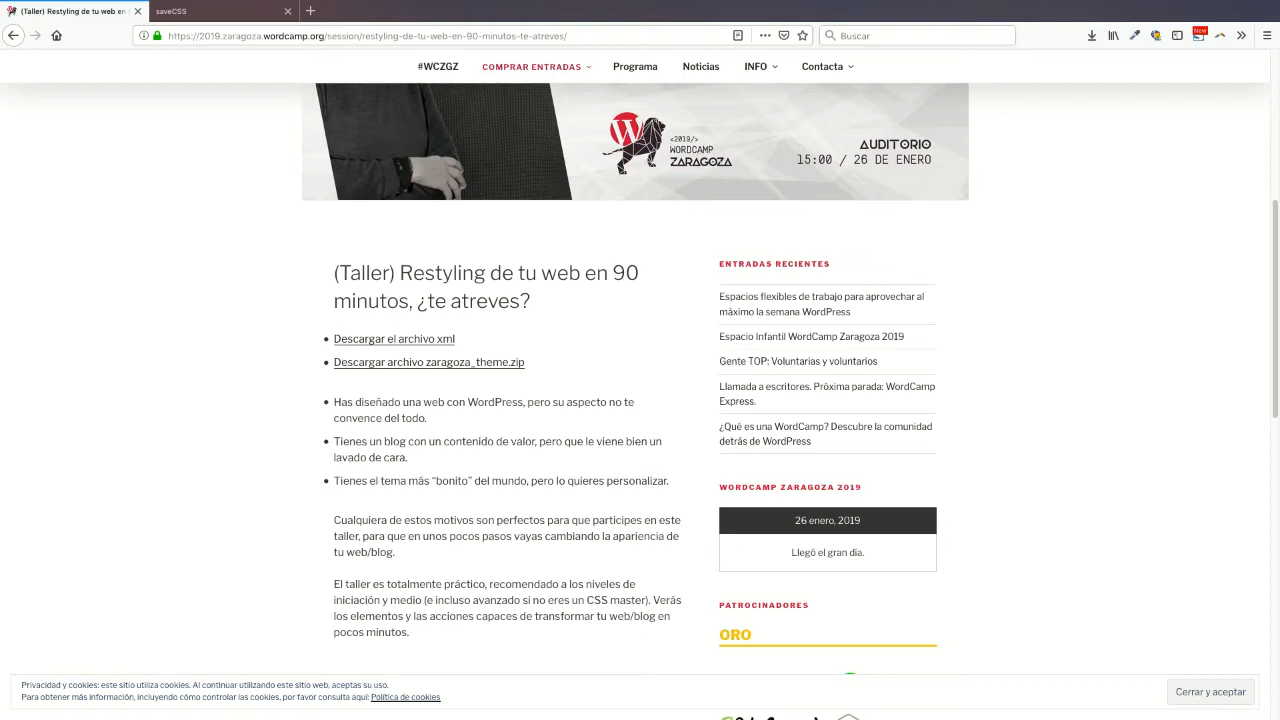 (Taller) Restyling de tu web en
saveCSS
https://2019.zaragoza.wordcamp.org/session/restyling-de-tu-web-en-90-minutos-te-atreves/
Buscar
New
#WCZGZ
COMPRAR ENTRADAS
Programa
Noticias
INFO
Contacta
<2019/>
WORDCAMP
ZARAGOZA
AUDITORIO
15:00 / 26 DE ENERO
(Taller) Restyling de tu web en 90
minutos, ¿te atreves?
Descargar el archivo xml
Descargar archivo zaragoza_theme.zip
Has diseñado una web con WordPress, pero su aspecto no te
convence del todo.
Tienes un blog con un contenido de valor, pero que le viene bien un
lavado de cara.
Tienes el tema más “bonito” del mundo, pero lo quieres personalizar.
Cualquiera de estos motivos son perfectos para que participes en este
taller, para que en unos pocos pasos vayas cambiando la apariencia de
tu web/blog.
El taller es totalmente práctico, recomendado a los niveles de
iniciación y medio (e incluso avanzado si no eres un CSS master). Verás
los elementos y las acciones capaces de transformar tu web/blog en
pocos minutos.
ENTRADAS RECIENTES
Espacios flexibles de trabajo para aprovechar al
máximo la semana WordPress
Espacio Infantil WordCamp Zaragoza 2019
Gente TOP; Voluntarias y voluntarios
Llamada a escritores. Próxima parada: WordCamp
Express.
¿Qué es una WordCamp? Descubre la comunidad
detrás de WordPress
WORDCAMP ZARAGOZA 2019
26 enero, 2019
Llegó el gran día.
PATROCINADORES
ORO
Privacidad y cookies: este sitio utiliza cookies. Al continuar utilizando este sitio web, aceptas su uso.
Para obtener más información, incluyendo cómo controlar las cookies, por favor consulta aquí: Política de cookies
Cerrar y aceptar